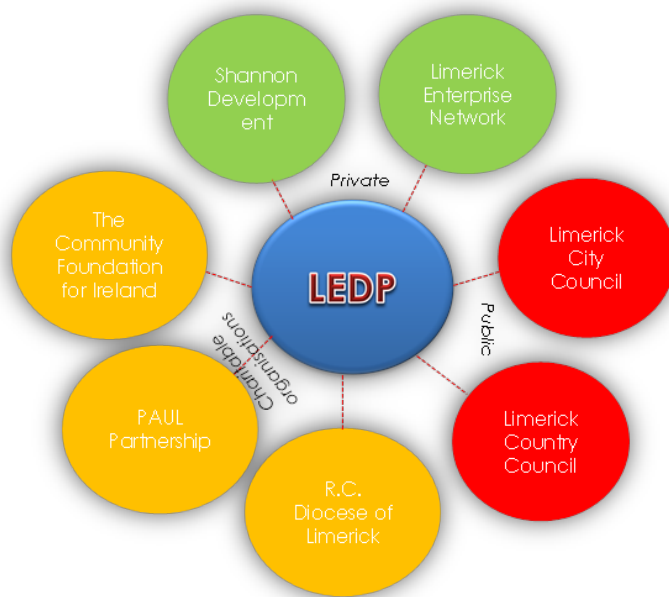 Shannon
Developm
ent
Limerick
Enterprise
Network
Private
The
Community
Foundation
for Ireland
LEDP
Limerick
City
Council
Public
Charitable
organisations
PAUL
Partnership
R.C.
Diocese of
Limerick
Limerick
Country
Council